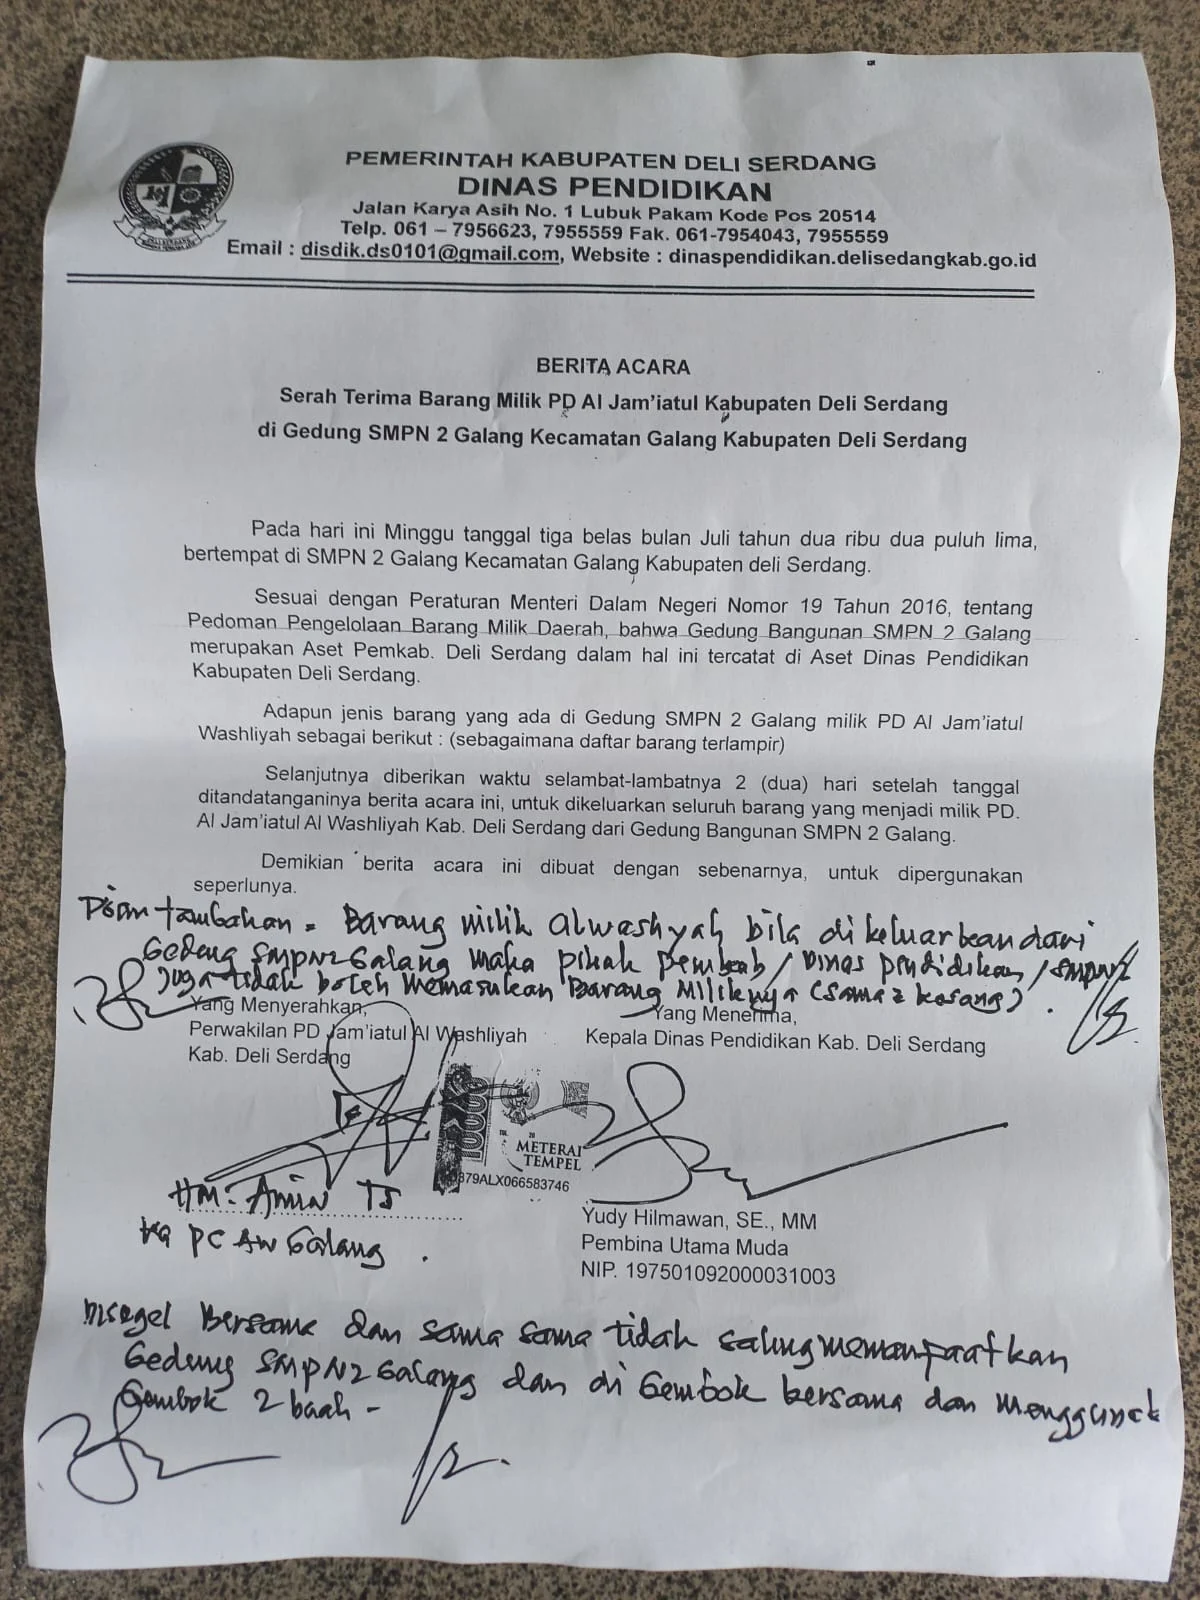 PEMERINTAH KABUPATEN DELI SERDANG
DINAS PENDIDIKAN
Jalan Karya Asih No. 1 Lubuk Pakam Kode Pos 20514
Telp. 061 – 7956623, 7955559 Fak. 061-7954043, 7955559
Email : disdik.ds0101@gmail.com, Website : dinaspendidikan.delisedangkab.go.id
BERITA ACARA
Serah Terima Barang Milik PD Al Jam'iatul Kabupaten Deli Serdang
di Gedung SMPN 2 Galang Kecamatan Galang Kabupaten Deli Serdang
Pada hari ini Minggu tanggal tiga belas bulan Juli tahun dua ribu dua puluh lima,
bertempat di SMPN 2 Galang Kecamatan Galang Kabupaten deli Serdang.
Sesuai dengan Peraturan Menteri Dalam Negeri Nomor 19 Tahun 2016, tentang
Pedoman Pengelolaan Barang Milik Daerah, bahwa Gedung Bangunan SMPN 2 Galang
merupakan Aset Pemkab. Deli Serdang dalam hal ini tercatat di Aset Dinas Pendidikan
Kabupaten Deli Serdang.
Adapun jenis barang yang ada di Gedung SMPN 2 Galang milik PD Al Jam'iatul
Washliyah sebagai berikut : (sebagaimana daftar barang terlampir)
Selanjutnya diberikan waktu selambat-lambatnya 2 (dua) hari setelah tanggal
ditandatanganinya berita acara ini, untuk dikeluarkan seluruh barang yang menjadi milik PD.
Al Jam'iatul Al Washliyah Kab. Deli Serdang dari Gedung Bangunan SMPN 2 Galang.
Demikian berita acara ini dibuat dengan sebenarnya, untuk dipergunakan
seperlunya.
Poin tambahan = Barang milik alwashyah bila di keluarkan dari
Gedung SMPN2 Galang maka pihak pemkab / Dinas pendidikan / SMPN2
Juga tidak boleh memasukan Barang Miliknya (sama2 kosong).
Yang Menyerahkan,
Perwakilan PD Jam'iatul Al Washliyah
Kab. Deli Serdang
Yang Menerima,
Kepala Dinas Pendidikan Kab. Deli Serdang
METERAI
TEMPEL
879ALX066583746
HM. Amin TS
Ka PC AW Galang.
Yudy Hilmawan, SE., MM
Pembina Utama Muda
NIP. 197501092000031003
Bersama dan sama sama tidak saling memanfaatkan
Gedung SMPN2 Galang dan di Gembok bersama dan
Gembok 2 buah -